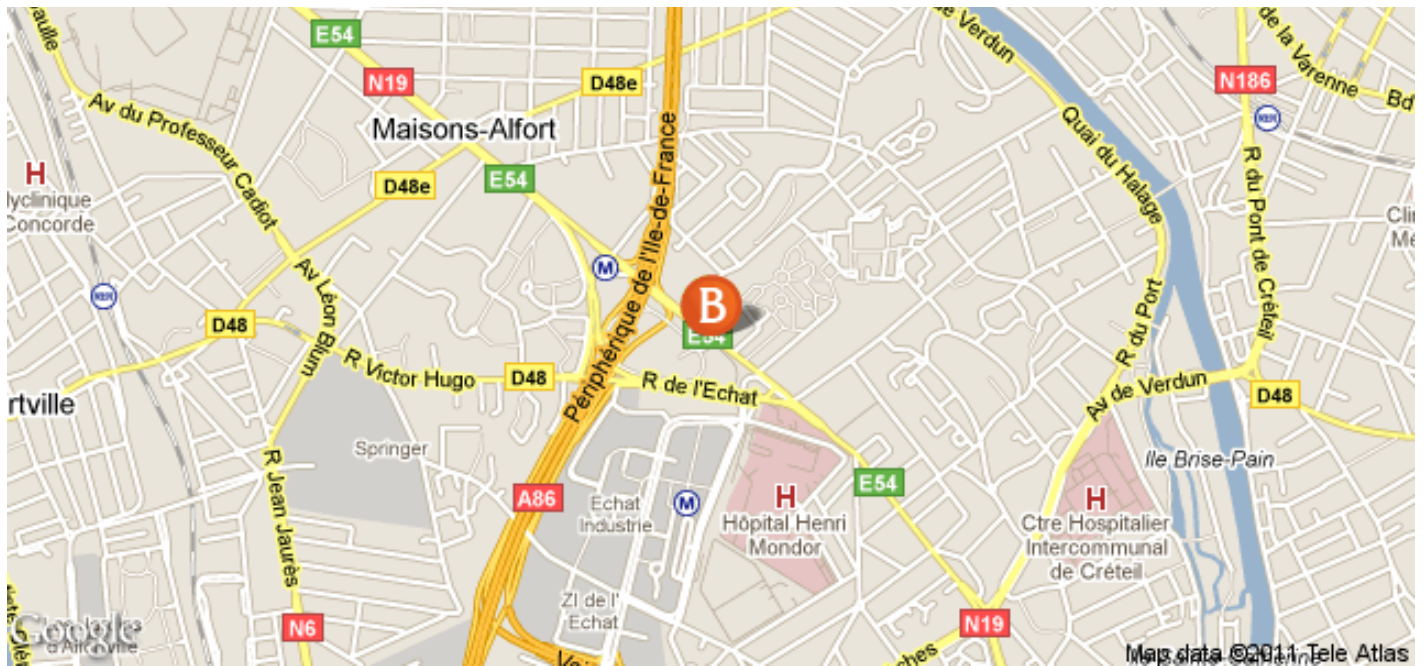 E54
de Verdun
de la Varenne
N19
D48e
N186
Bd
Av du Professeur Cadiot
Maisons-Alfort
Quai du Halage
H
Concorde
D48e
E54
Périphérique de l'Ile-de-France
R du Pont de Créteil
M
Av Léon Blum
B
E54
D48
R du Port
R Victor Hugo
D48
R de l'Echat
Av de Verdun
D48
Springer
Ile Brise-Pain
R Jean Jaurès
A86
Echat
Industrie
M
H
Hôpital Henri
Mondor
E54
H
Ctre Hospitalier
Intercommunal
de Créteil
ZI de l'
Echat
N6
N19
Google
d'Alfortville
Map data ©2011 Tele Atlas